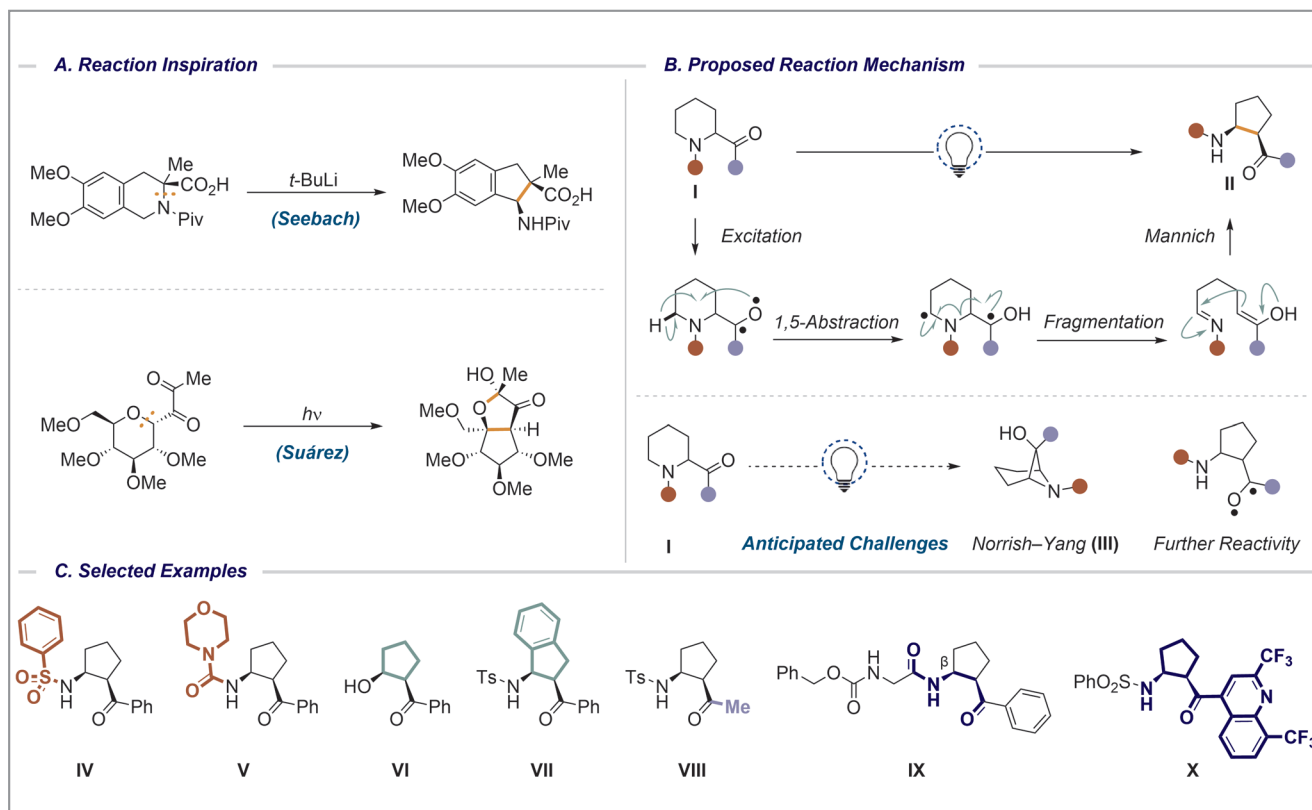 A. Reaction Inspiration
MeO
MeO
Me
CO2H
N
Piv
t-BuLi
(Seebach)
MeO
MeO
Me
CO2H
NHPiv
O
Me
O
O
MeO
MeO
OMe
OMe
hν
(Suárez)
HO
Me
O
O
MeO
H
MeO
OMe
OMe
B. Proposed Reaction Mechanism
N
O
I
N
H
O
II
Excitation
Mannich
H
N
O
1,5-Abstraction
N
OH
Fragmentation
N
OH
N
O
I
Anticipated Challenges
HO
N
Norrish–Yang (III)
N
H
O
Further Reactivity
C. Selected Examples
O
S
O
N
H
O
Ph
IV
O
N
O
N
H
O
Ph
V
HO
O
Ph
VI
Ts
N
H
O
Ph
VII
Ts
N
H
O
Me
VIII
Ph
O
O
H
N
O
N
H
β
O
IX
PhO2S
N
H
O
CF3
N
CF3
X